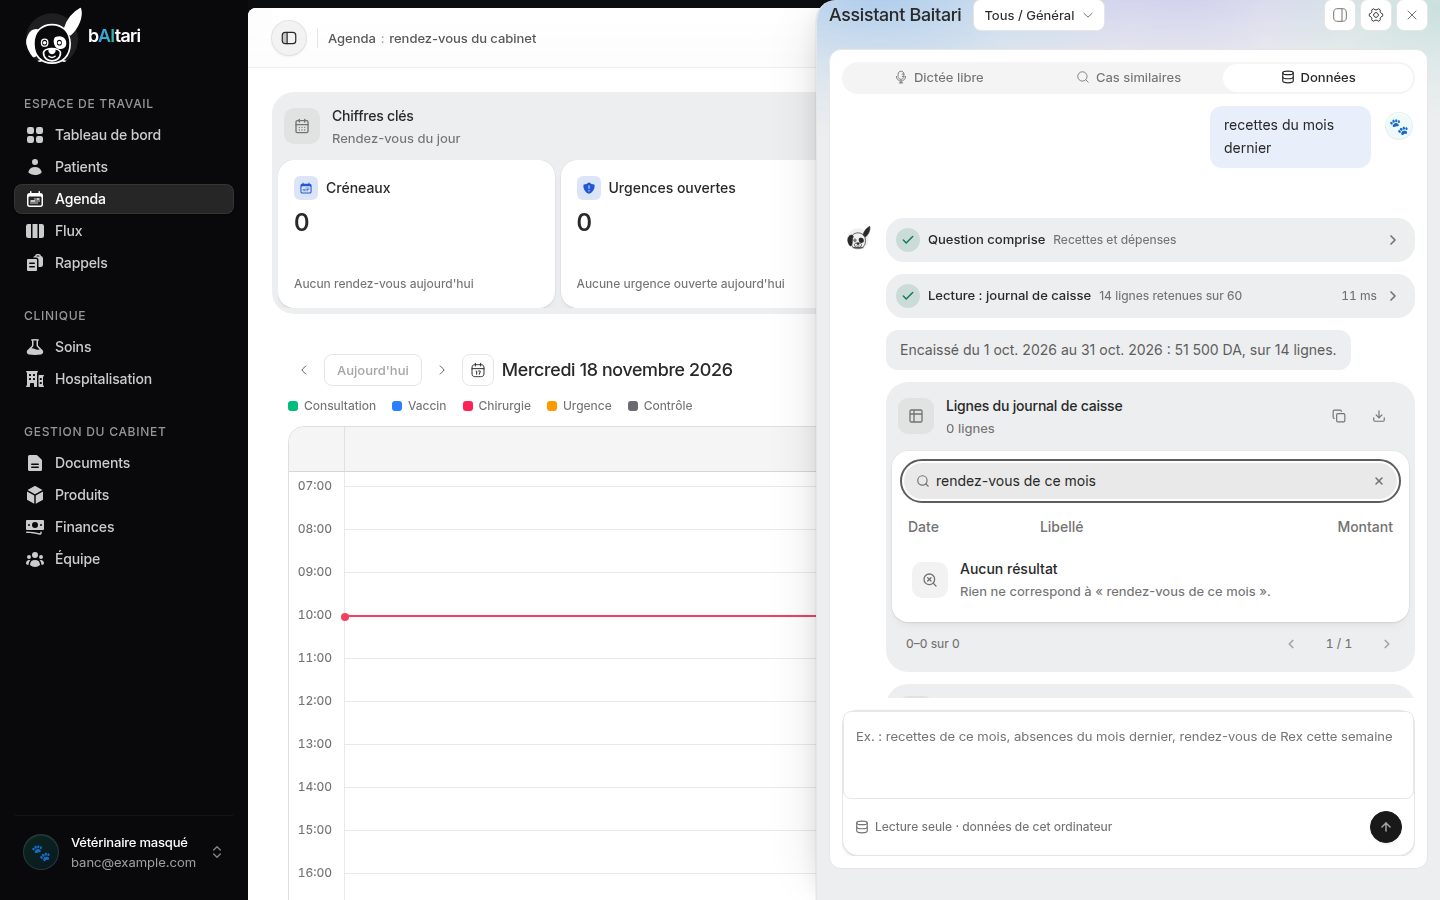 bAItari
ESPACE DE TRAVAIL
Tableau de bord
Patients
Agenda
Flux
Rappels
CLINIQUE
Soins
Hospitalisation
GESTION DU CABINET
Documents
Produits
Finances
Équipe
Vétérinaire masqué
banc@example.com
Agenda : rendez-vous du cabinet
Chiffres clés
Rendez-vous du jour
Créneaux
0
Aucun rendez-vous aujourd'hui
Urgences ouvertes
0
Aucune urgence ouverte aujourd'hui
Aujourd'hui
17
Mercredi 18 novembre 2026
Consultation
Vaccin
Chirurgie
Urgence
Contrôle
07:00
08:00
09:00
10:00
11:00
12:00
13:00
14:00
15:00
16:00
Assistant Baitari
Tous / Général
Dictée libre
Cas similaires
Données
recettes du mois
dernier
Question comprise Recettes et dépenses
Lecture : journal de caisse 14 lignes retenues sur 60 11 ms
Encaissé du 1 oct. 2026 au 31 oct. 2026 : 51 500 DA, sur 14 lignes.
Lignes du journal de caisse
0 lignes
rendez-vous de ce mois
Date Libellé Montant
Aucun résultat
Rien ne correspond à « rendez-vous de ce mois ».
0–0 sur 0
1 / 1
Ex. : recettes de ce mois, absences du mois dernier, rendez-vous de Rex cette semaine
Lecture seule · données de cet ordinateur